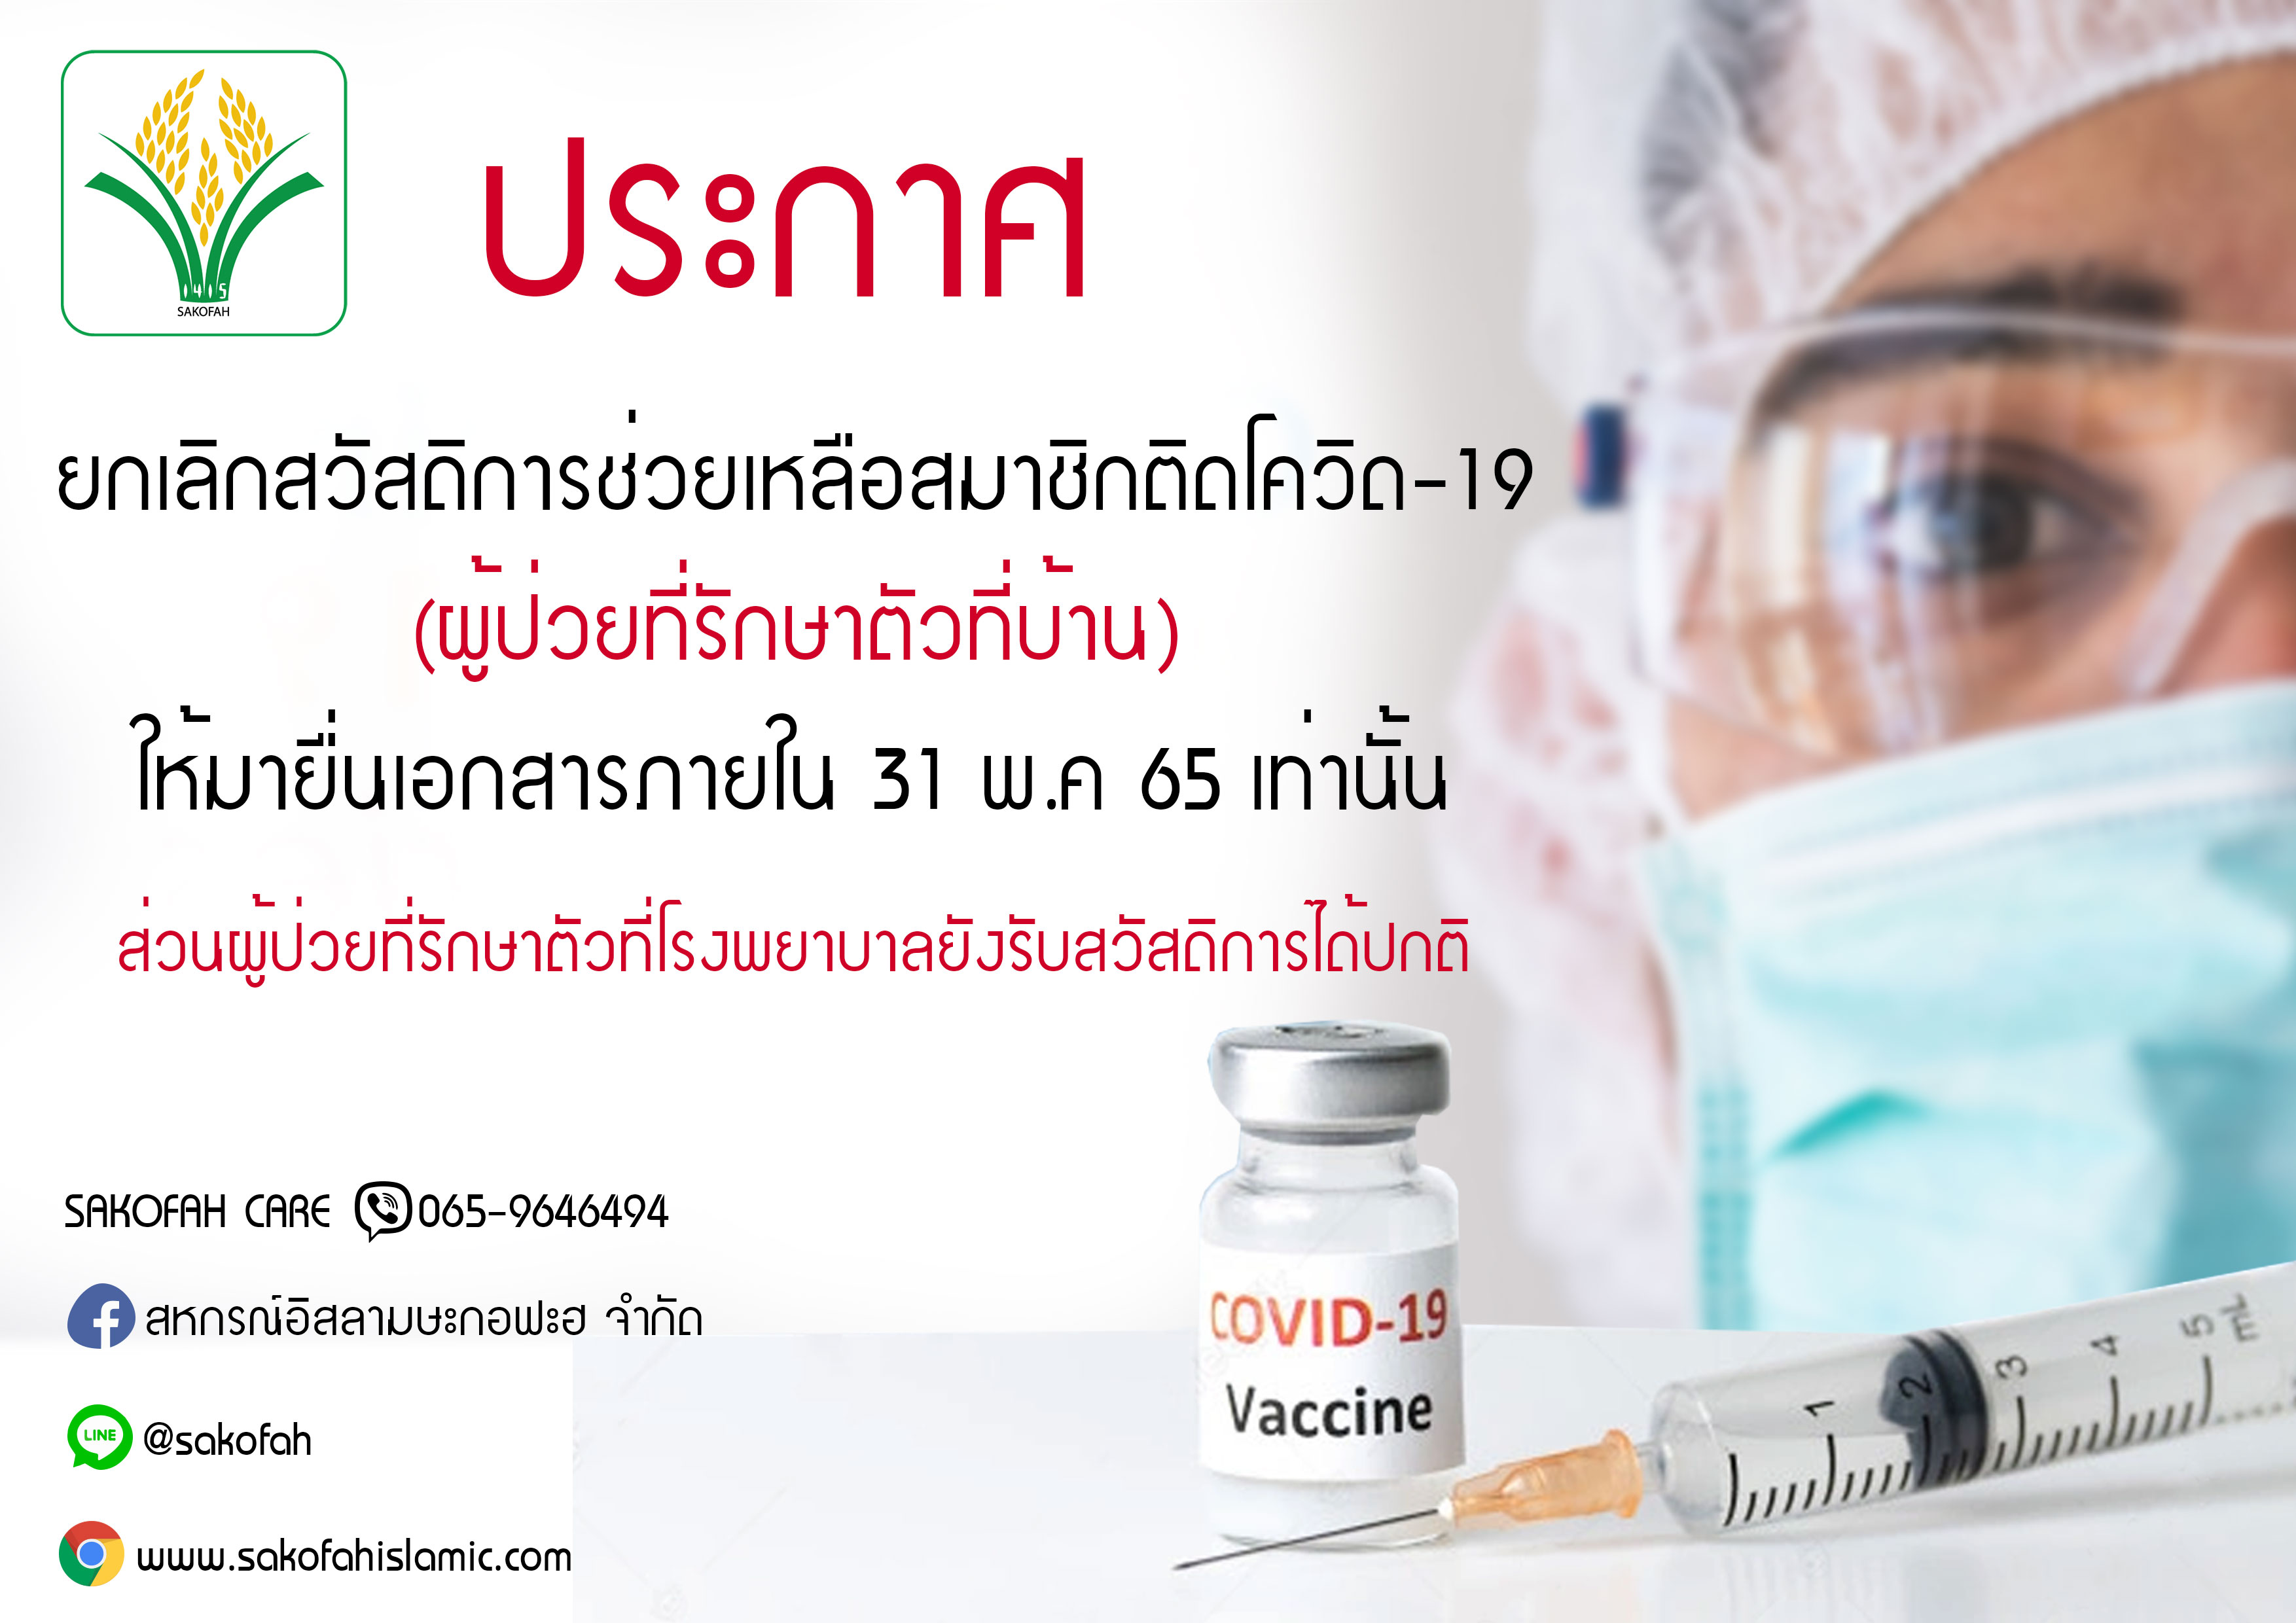 SAKOFAH
ประกาศ
ยกเลิกสวัสดิการช่วยเหลือสมาชิกติดโควิด-19
(ผู้ป่วยที่รักษาตัวที่บ้าน)
ให้มายื่นเอกสารภายใน 31 พ.ค 65 เท่านั้น
ส่วนผู้ป่วยที่รักษาตัวที่โรงพยาบาลยังรับสวัสดิการได้ปกติ
SAKOFAH CARE 065-9646494
สหกรณ์อิสลามษะกอฟะฮ จำกัด
LINE @sakofah
www.sakofahislamic.com
COVID-19
Vaccine
1 2 3 4 5 mL